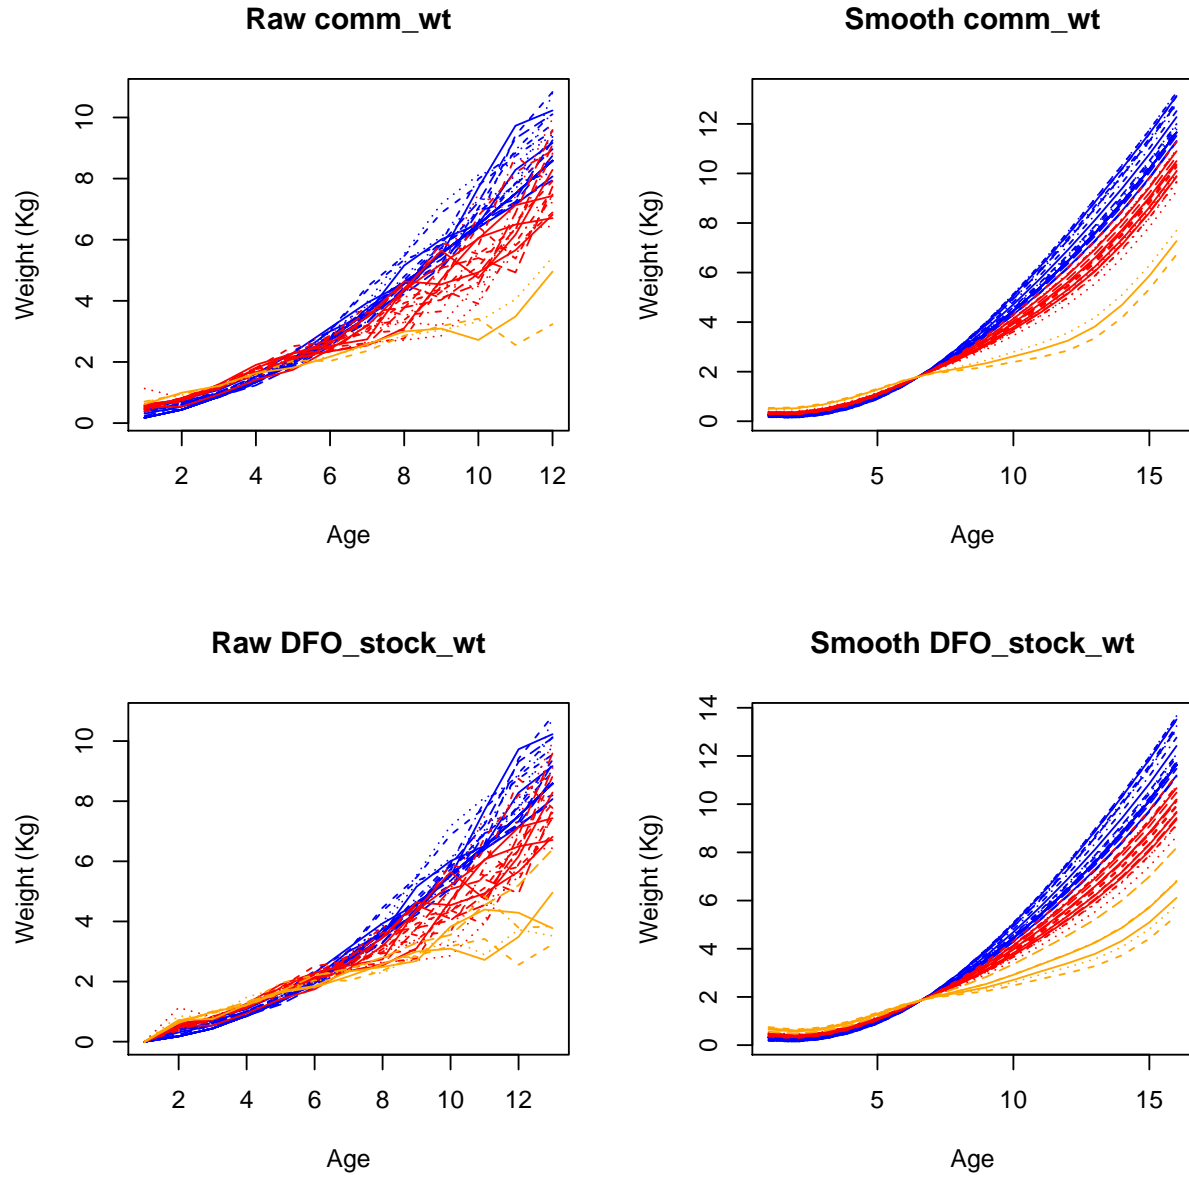 Raw comm_wt
Weight (Kg)
0 2 4 6 8 10
2 4 6 8 10 12
Age
Smooth comm_wt
Weight (Kg)
0 2 4 6 8 10 12
5 10 15
Age
Raw DFO_stock_wt
Weight (Kg)
0 2 4 6 8 10
2 4 6 8 10 12
Age
Smooth DFO_stock_wt
Weight (Kg)
0 2 4 6 8 10 12 14
5 10 15
Age